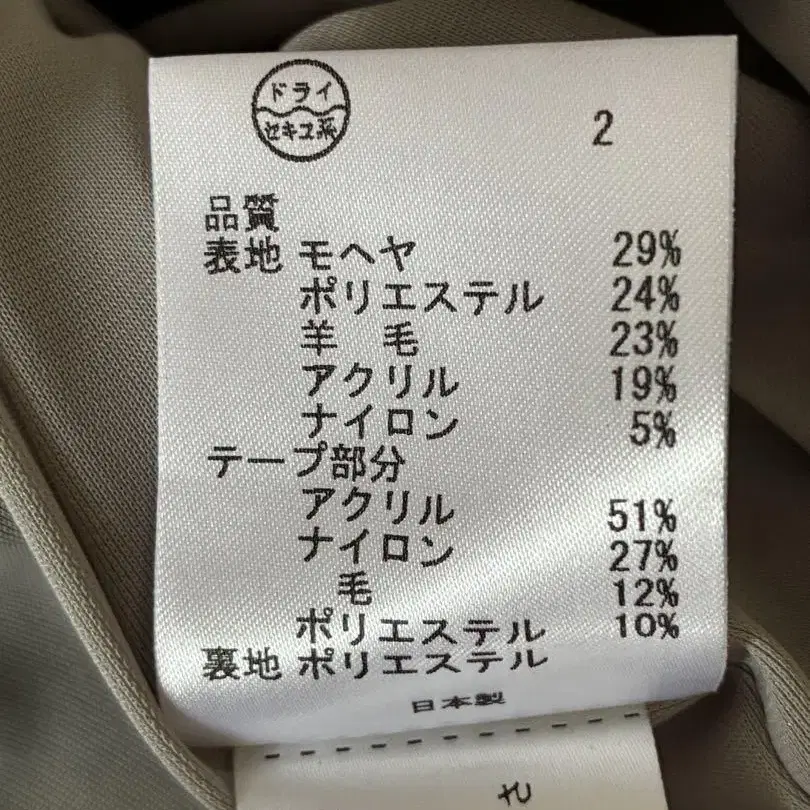 ドライ
セキユ系
2
品質
表地 モヘヤ 29%
ポリエステル 24%
羊 毛 23%
アクリル 19%
ナイロン 5%
テープ部分
アクリル 51%
ナイロン 27%
毛 12%
ポリエステル 10%
裏地 ポリエステル
日本製